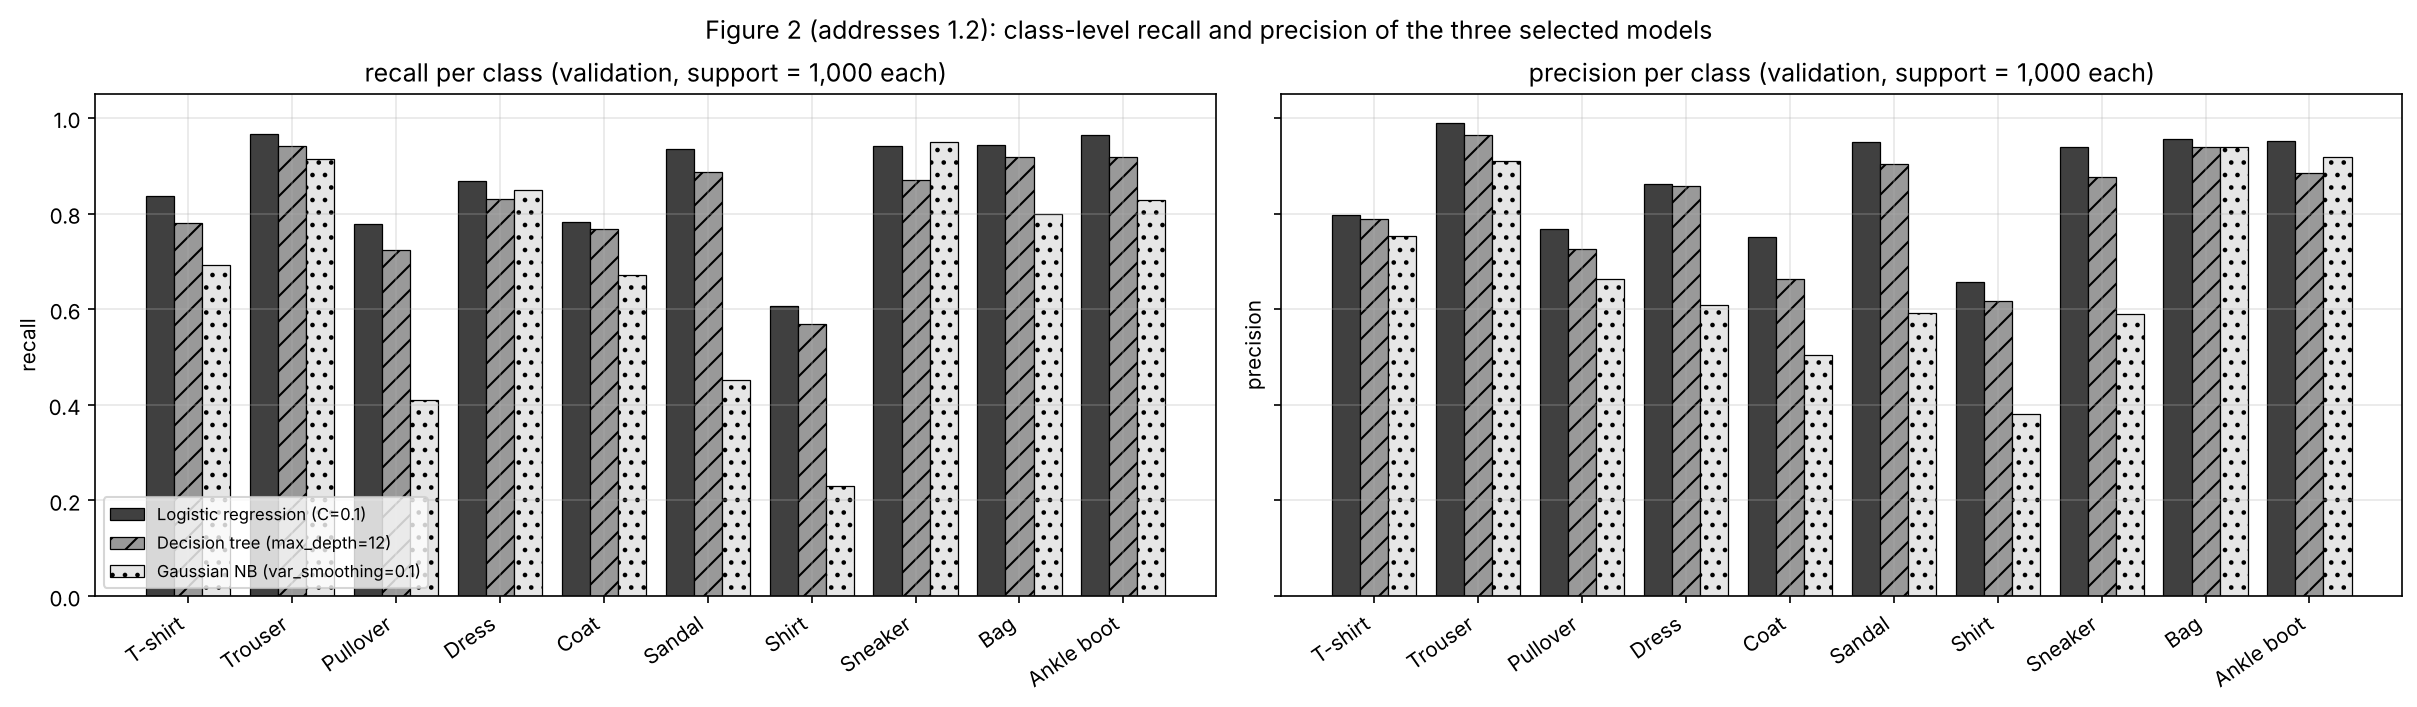 Figure 2 (addresses 1.2): class-level recall and precision of the three selected models
recall per class (validation, support = 1,000 each)
recall
1.0
0.8
0.6
0.4
0.2
0.0
Logistic regression (C=0.1)
Decision tree (max_depth=12)
Gaussian NB (var_smoothing=0.1)
T-shirt
Trouser
Pullover
Dress
Coat
Sandal
Shirt
Sneaker
Bag
Ankle boot
precision per class (validation, support = 1,000 each)
precision
T-shirt
Trouser
Pullover
Dress
Coat
Sandal
Shirt
Sneaker
Bag
Ankle boot